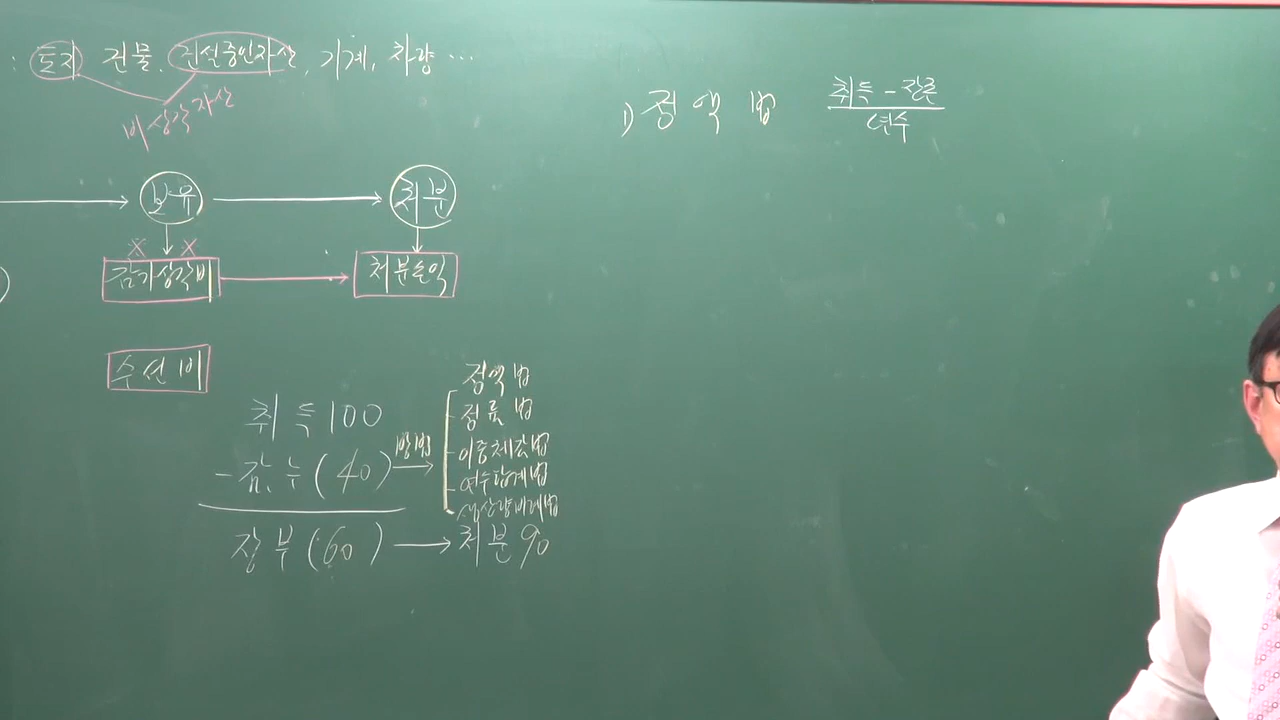 : 토지 건물, 건설중인자산, 기계, 차량 …
비상각자산
보유 처분
※ ※
감가상각비 처분손익
수선비
취득 100
- 감.누 (40) 방법
장부 (60) 처분 90
정액법
정률법
이중체감법
연수합계법
생산량비례법
1) 정액법
취득 - 잔존
연수